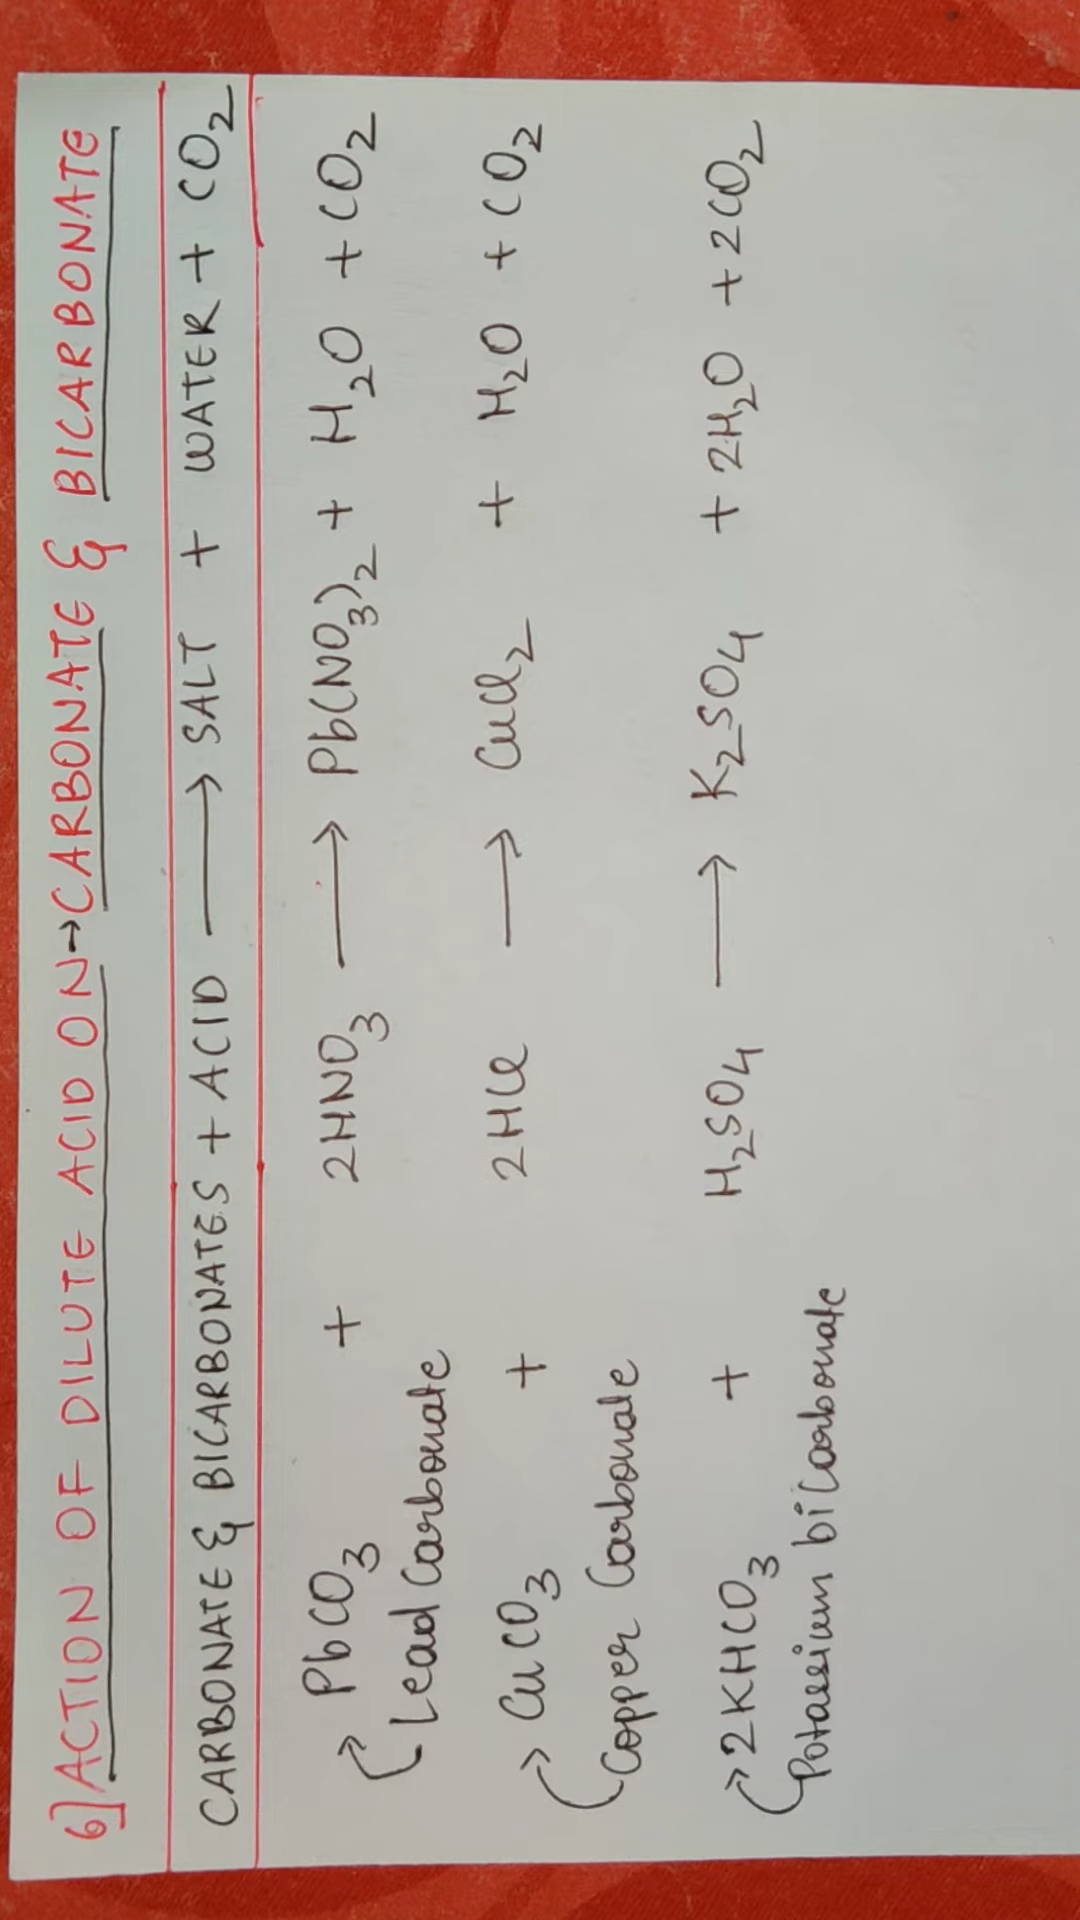 6] ACTION OF DILUTE ACID ON→CARBONATE & BICARBONATE
CARBONATE & BICARBONATES + ACID ⟶ SALT + WATER + CO₂
PbCO₃ + 2HNO₃ ⟶ Pb(NO₃)₂ + H₂O + CO₂
Lead Carbonate
CuCO₃ + 2HCl ⟶ CuCl₂ + H₂O + CO₂
Copper Carbonate
2KHCO₃ + H₂SO₄ ⟶ K₂SO₄ + 2H₂O + 2CO₂
Potassium bicarbonate